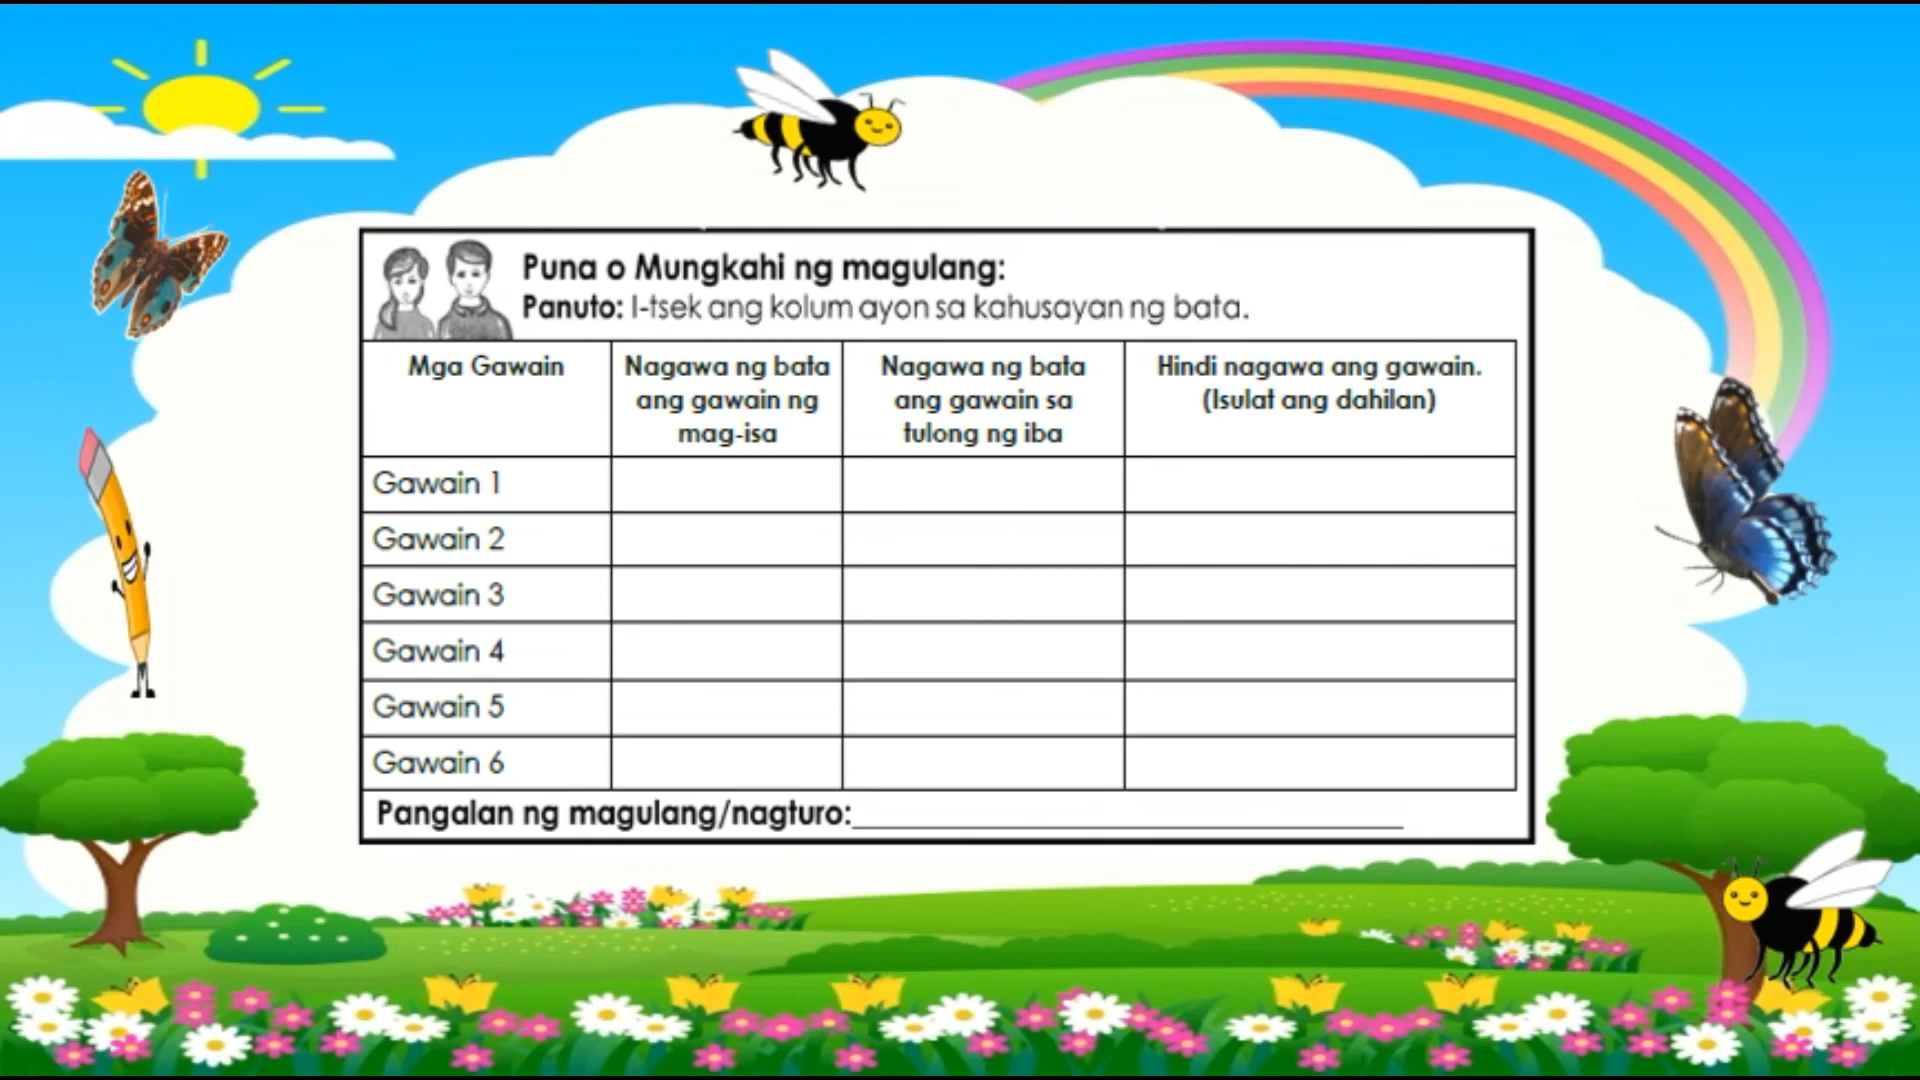 Puna o Mungkahi ng magulang:
Panuto: I-tsek ang kolum ayon sa kahusayan ng bata.
Mga Gawain
Nagawa ng bata
ang gawain ng
mag-isa
Nagawa ng bata
ang gawain sa
tulong ng iba
Hindi nagawa ang gawain.
(Isulat ang dahilan)
Gawain 1
Gawain 2
Gawain 3
Gawain 4
Gawain 5
Gawain 6
Pangalan ng magulang/nagturo: